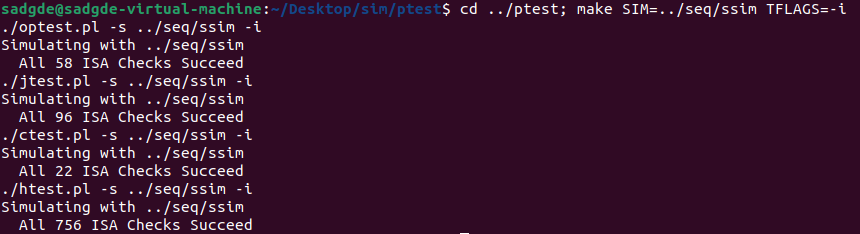 sadgde@sadgde-virtual-machine:~/Desktop/sim/ptest$ cd ../ptest; make SIM=../seq/ssim TFLAGS=-i
./optest.pl -s ../seq/ssim -i
Simulating with ../seq/ssim
  All 58 ISA Checks Succeed
./jtest.pl -s ../seq/ssim -i
Simulating with ../seq/ssim
  All 96 ISA Checks Succeed
./ctest.pl -s ../seq/ssim -i
Simulating with ../seq/ssim
  All 22 ISA Checks Succeed
./htest.pl -s ../seq/ssim -i
Simulating with ../seq/ssim
  All 756 ISA Checks Succeed